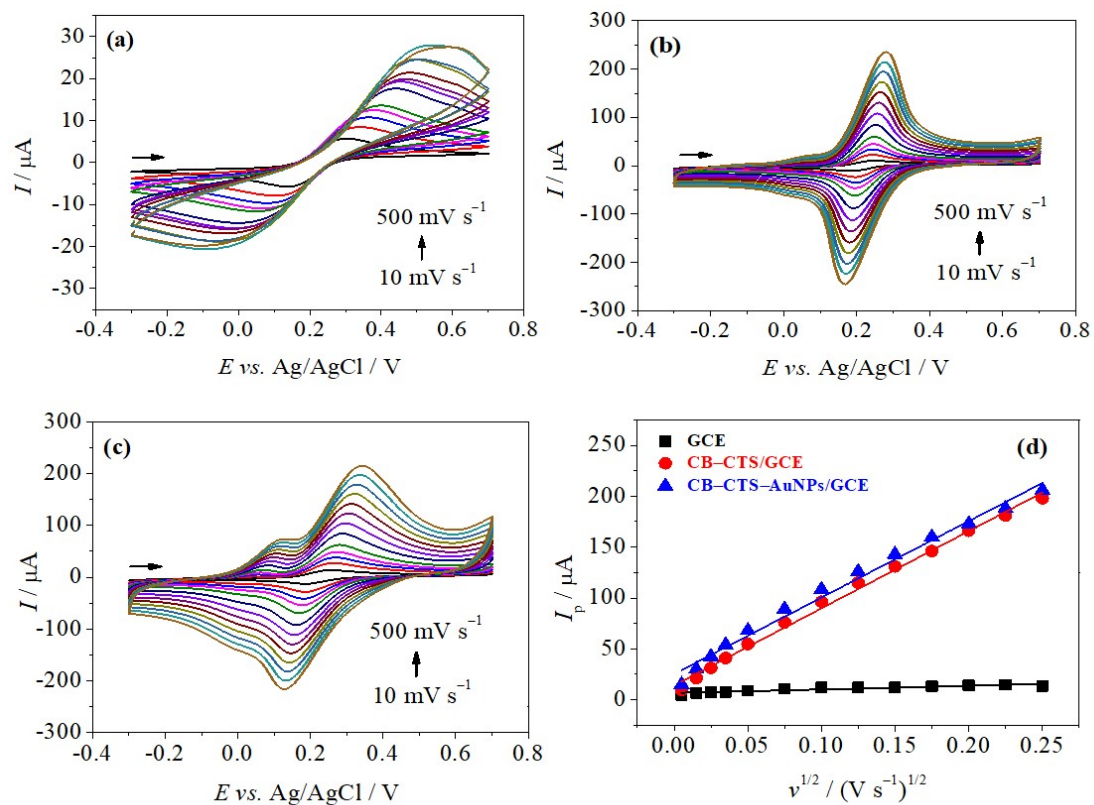 (a)
I / µA
30
20
10
0
-10
-20
-30
500 mV s⁻¹
10 mV s⁻¹
-0.4 -0.2 0.0 0.2 0.4 0.6 0.8
E vs. Ag/AgCl / V
(b)
I / µA
300
200
100
0
-100
-200
-300
500 mV s⁻¹
10 mV s⁻¹
-0.4 -0.2 0.0 0.2 0.4 0.6 0.8
E vs. Ag/AgCl / V
(c)
I / µA
300
200
100
0
-100
-200
-300
500 mV s⁻¹
10 mV s⁻¹
-0.4 -0.2 0.0 0.2 0.4 0.6 0.8
E vs. Ag/AgCl / V
(d)
GCE
CB–CTS/GCE
CB–CTS–AuNPs/GCE
Iₚ / µA
250
200
150
100
50
0
0.00 0.05 0.10 0.15 0.20 0.25
v¹ᐟ² / (V s⁻¹)¹ᐟ²